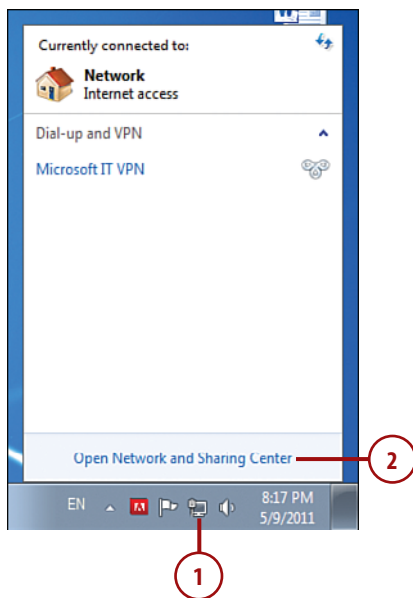 Currently connected to:
Network
Internet access
Dial-up and VPN
Microsoft IT VPN
Open Network and Sharing Center
2
EN
8:17 PM
5/9/2011
1